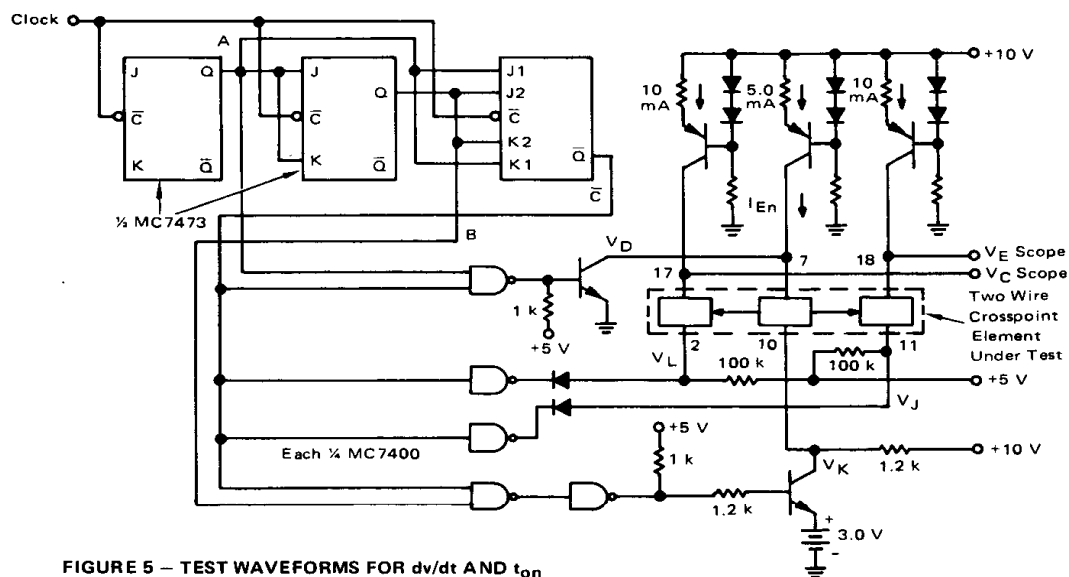 Clock
A
J
Q
C̅
K
Q̅
J
Q
C̅
K
Q̅
J1
J2
C̅
K2
K1
Q̅
C̅
½ MC7473
B
+10 V
10 mA
5.0 mA
10 mA
I_En
V_D
17
7
18
V_E Scope
V_C Scope
Two Wire
Crosspoint
Element
Under Test
1 k
+5 V
2
10
11
V_L
100 k
100 k
+5 V
V_J
Each ¼ MC7400
+5 V
1 k
V_K
+10 V
1.2 k
1.2 k
+
3.0 V
-
FIGURE 5 — TEST WAVEFORMS FOR dv/dt AND t_on